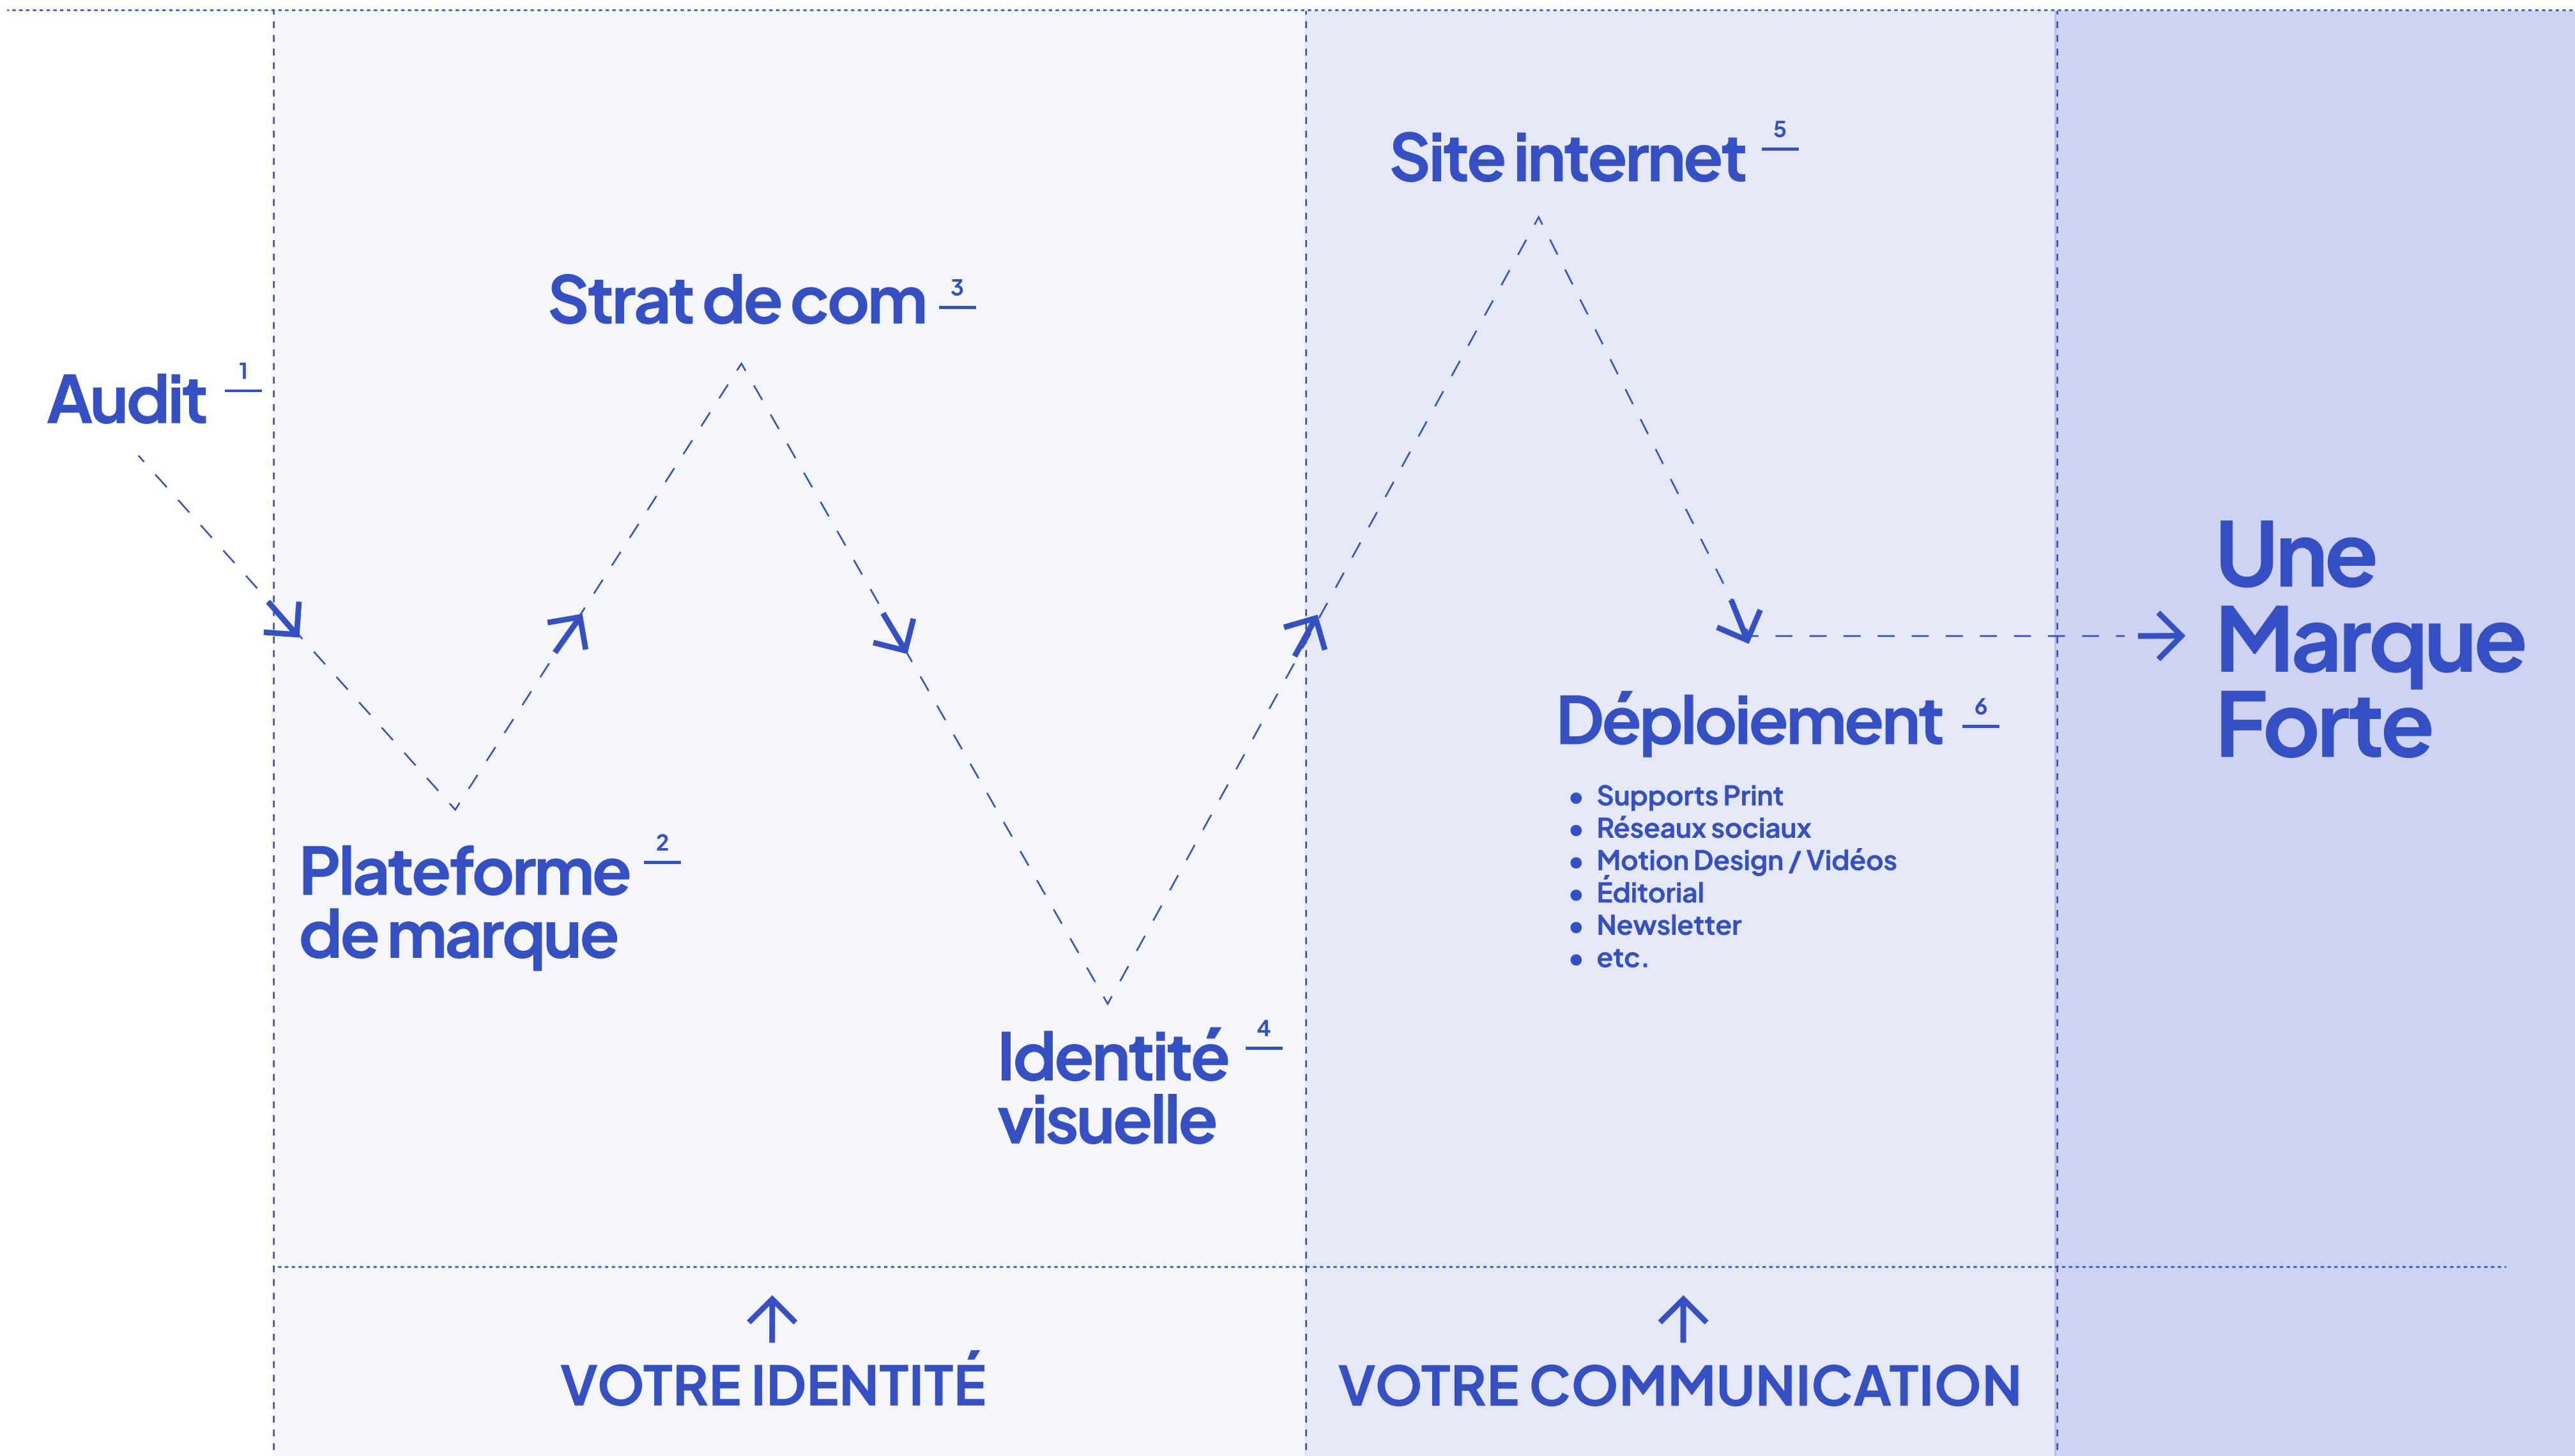 Audit 1
Plateforme 2
de marque
Strat de com 3
Identité 4
visuelle
Site internet 5
Déploiement 6
● Supports Print
● Réseaux sociaux
● Motion Design / Vidéos
● Éditorial
● Newsletter
● etc.
Une
Marque
Forte
VOTRE IDENTITÉ
VOTRE COMMUNICATION